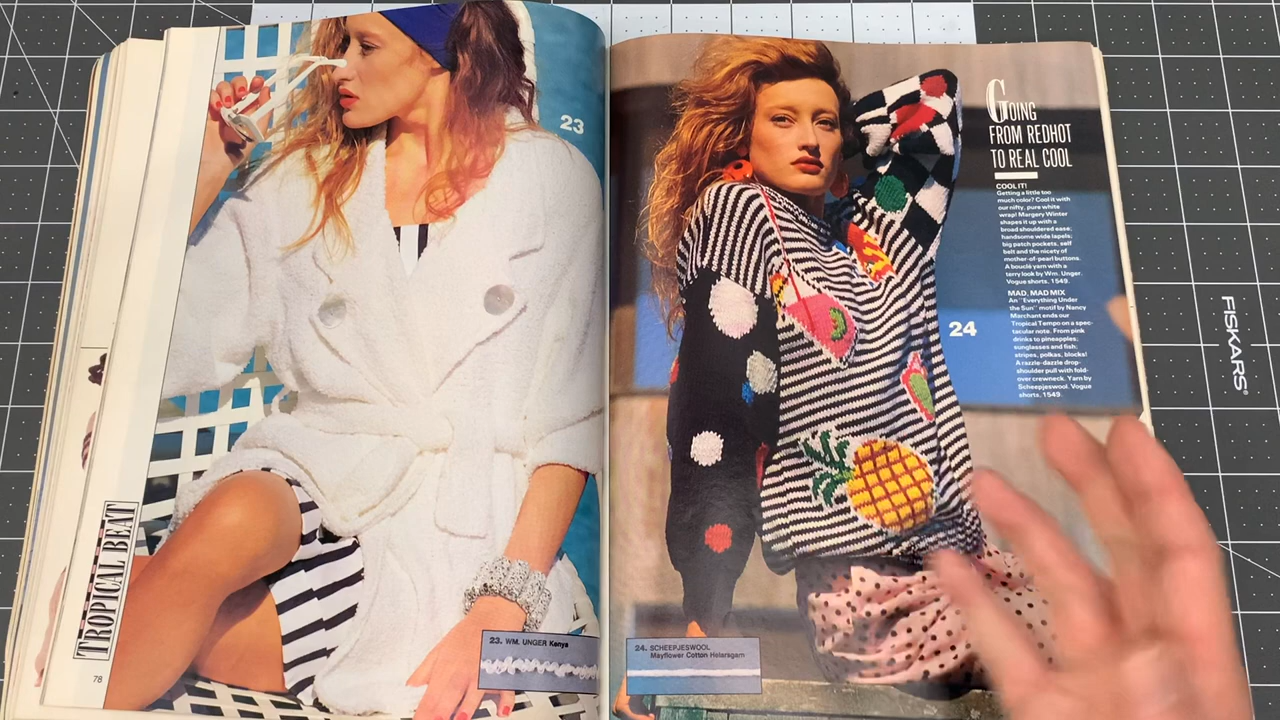 23
TROPICAL BEAT
78
23. WM. UNGER Kenya
GOING
FROM REDHOT
TO REAL COOL
COOL IT!
Getting a little too
much color? Cool it with
our nifty, pure white
wrap! Margery Winter
shapes it up with a
broad shouldered ease;
handsome wide lapels;
big patch pockets, self
belt and the nicety of
mother-of-pearl buttons.
A bouclé yarn with a
terry look by Wm. Unger.
Vogue shorts, 1549.
MAD, MAD MIX
An "Everything Under
the Sun" motif by Nancy
Marchant ends our
Tropical Tempo on a spec-
tacular note. From pink
drinks to pineapples;
sunglasses and fish;
stripes, polkas, blocks!
A razzle-dazzle drop-
shoulder pull with fold-
over crewneck. Yarn by
Scheepjeswool. Vogue
shorts, 1549.
24
24. SCHEEPJESWOOL
Mayflower Cotton Helarsgarn
FISKARS